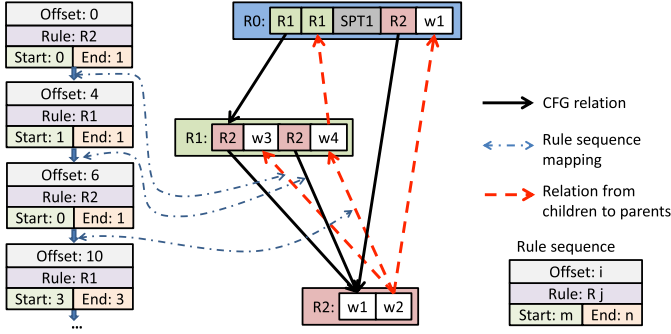 Offset: 0
Rule: R2
Start: 0 End: 1
Offset: 4
Rule: R1
Start: 1 End: 1
Offset: 6
Rule: R2
Start: 0 End: 1
Offset: 10
Rule: R1
Start: 3 End: 3
...
R0: R1 R1 SPT1 R2 w1
R1: R2 w3 R2 w4
R2: w1 w2
CFG relation
Rule sequence
mapping
Relation from
children to parents
Rule sequence
Offset: i
Rule: R j
Start: m End: n